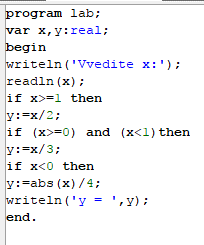 program lab;
var x,y:real;
begin
writeln('Vvedite x:');
readln(x);
if x>=1 then
y:=x/2;
if (x>=0) and (x<1)then
y:=x/3;
if x<0 then
y:=abs(x)/4;
writeln('y = ',y);
end.